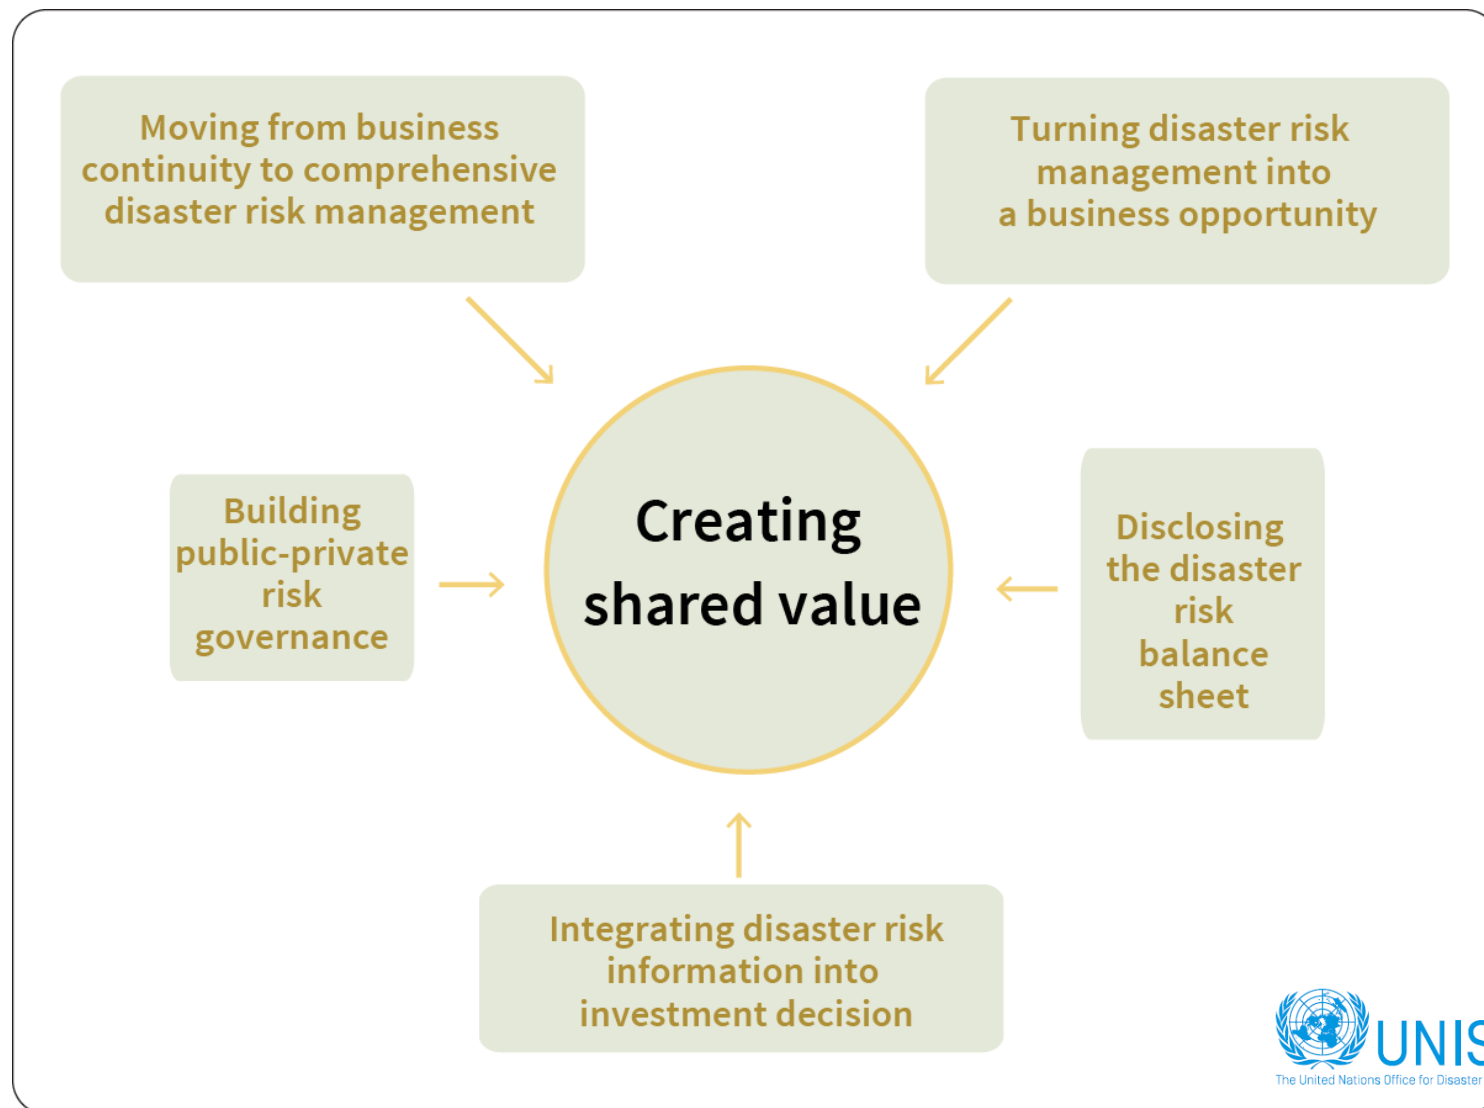 Moving from business
continuity to comprehensive
disaster risk management
Turning disaster risk
management into
a business opportunity
Creating
shared value
Building
public-private
risk
governance
Disclosing
the disaster
risk
balance
sheet
Integrating disaster risk
information into
investment decision
UNIS
The United Nations Office for Disaster